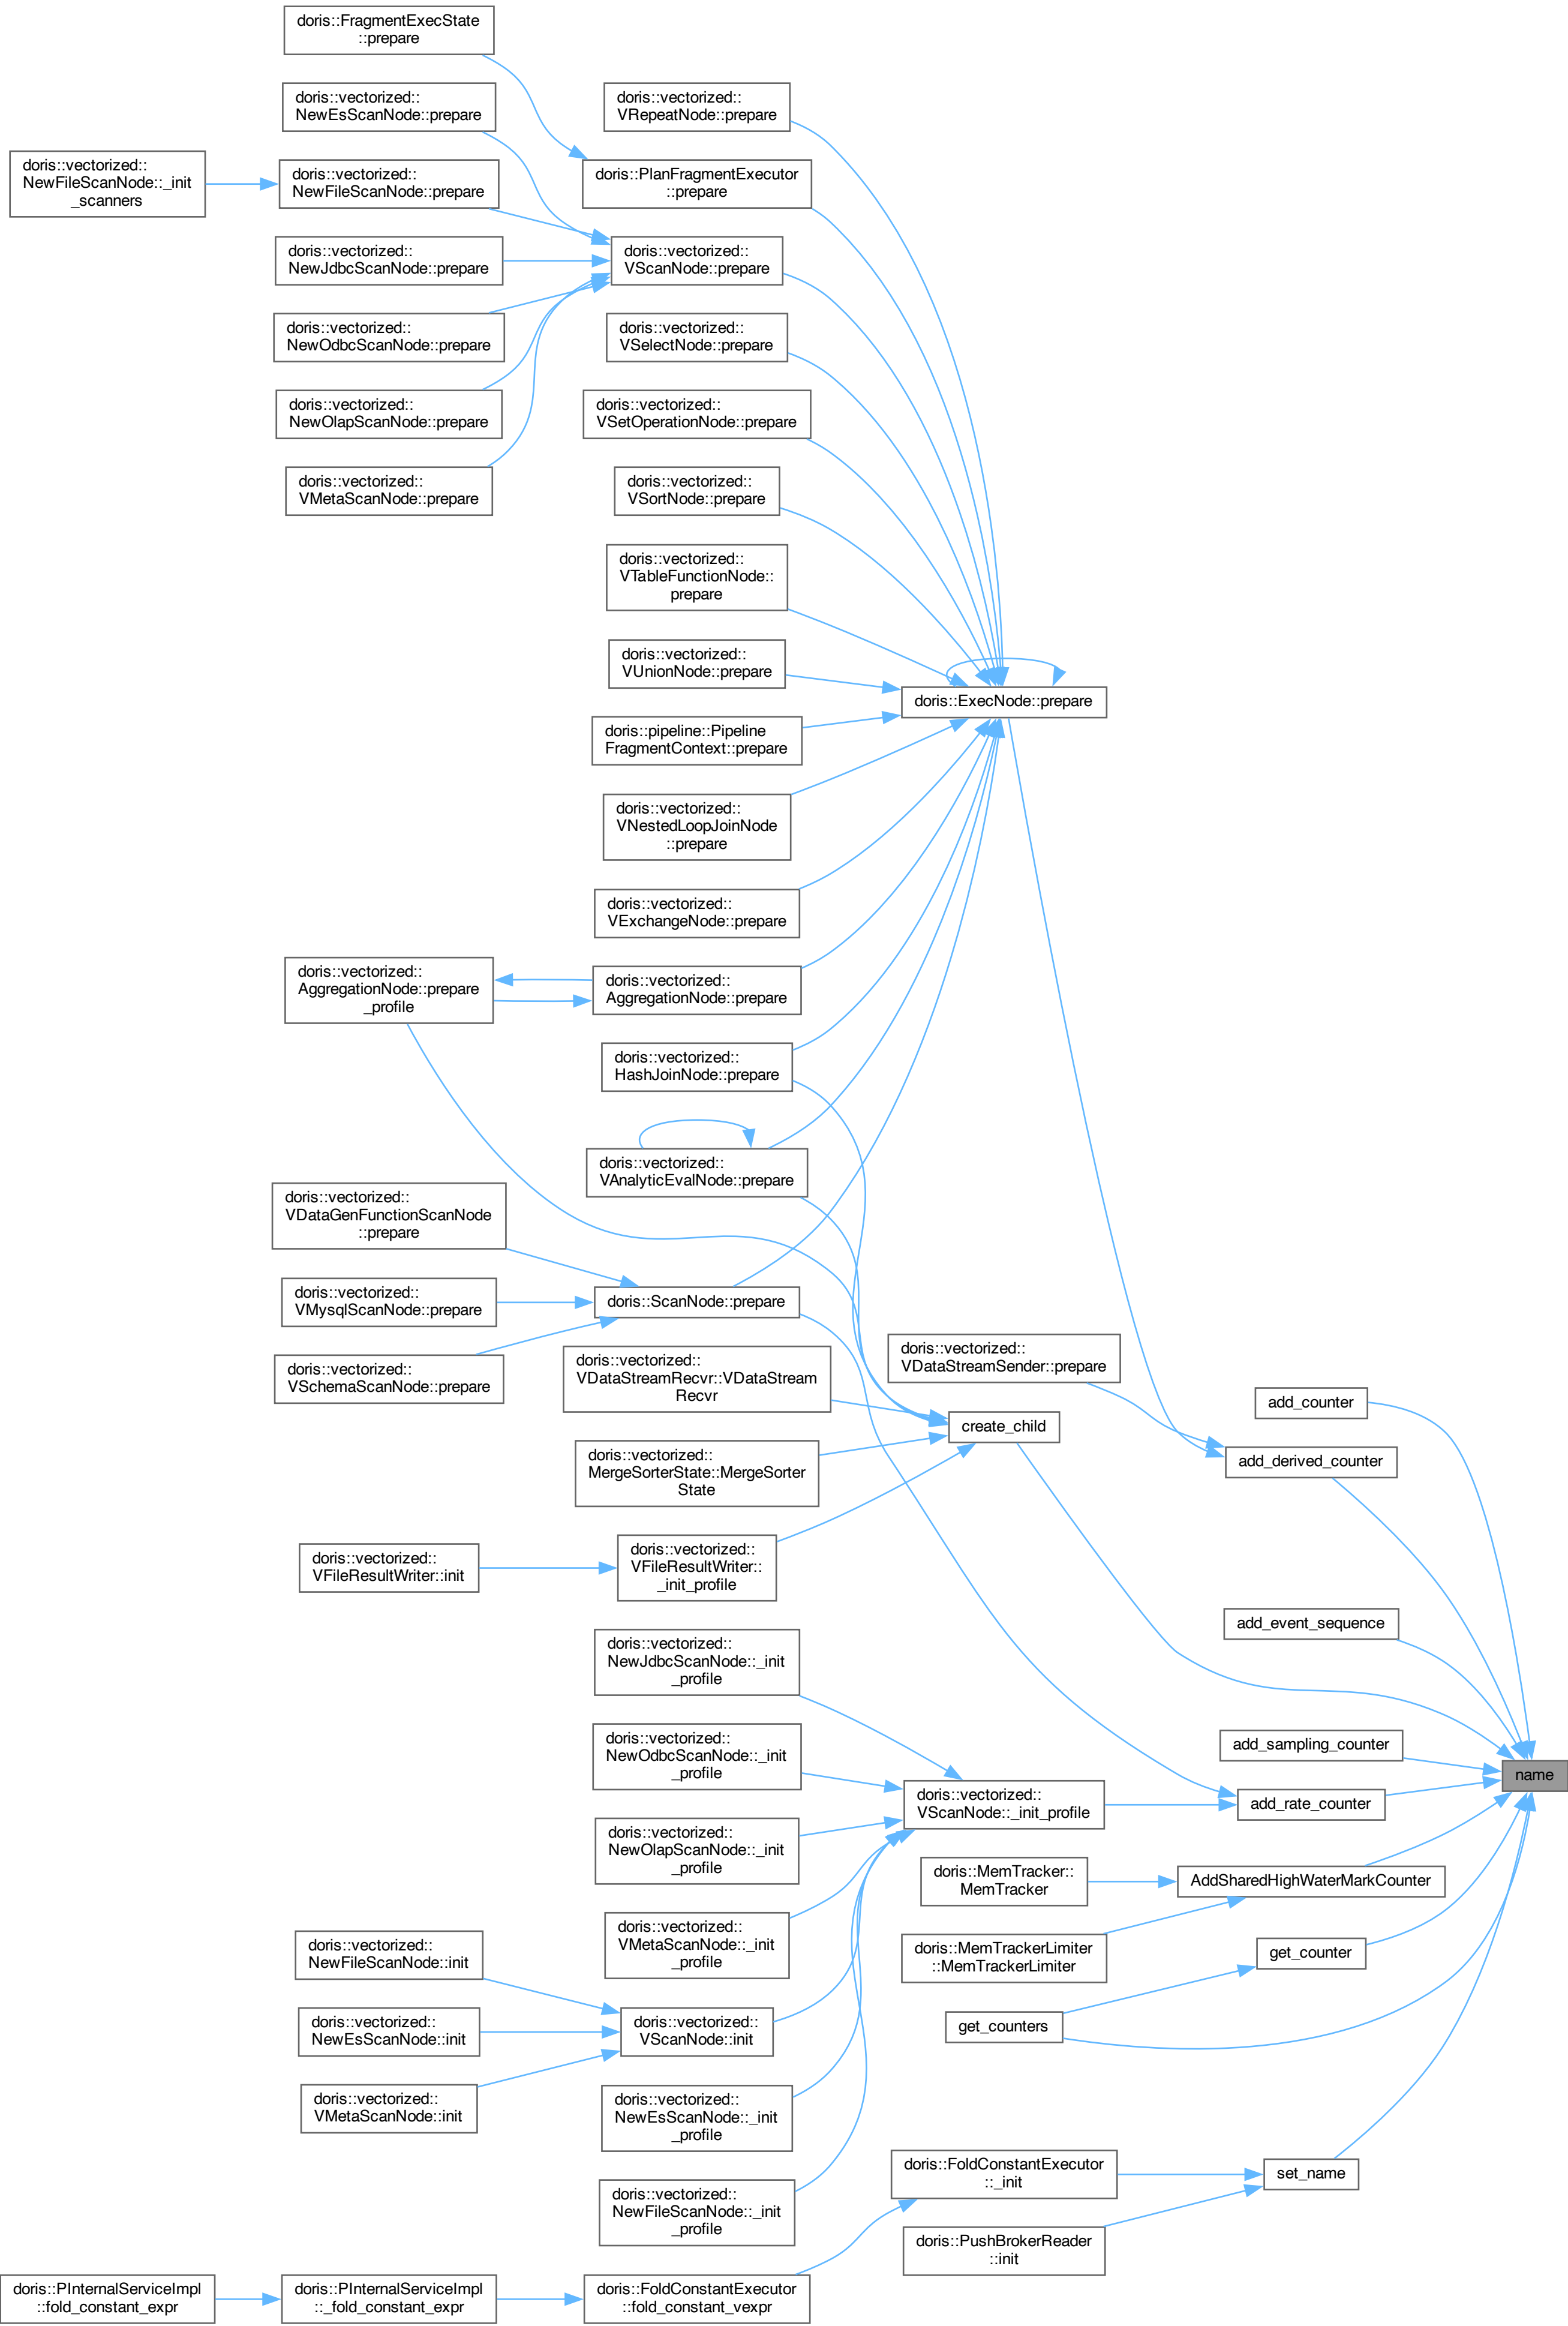 doris::FragmentExecState
::prepare
doris::vectorized::
NewEsScanNode::prepare
doris::vectorized::
VRepeatNode::prepare
doris::vectorized::
NewFileScanNode::_init
_scanners
doris::vectorized::
NewFileScanNode::prepare
doris::PlanFragmentExecutor
::prepare
doris::vectorized::
NewJdbcScanNode::prepare
doris::vectorized::
VScanNode::prepare
doris::vectorized::
NewOdbcScanNode::prepare
doris::vectorized::
VSelectNode::prepare
doris::vectorized::
NewOlapScanNode::prepare
doris::vectorized::
VSetOperationNode::prepare
doris::vectorized::
VMetaScanNode::prepare
doris::vectorized::
VSortNode::prepare
doris::vectorized::
VTableFunctionNode::
prepare
doris::vectorized::
VUnionNode::prepare
doris::ExecNode::prepare
doris::pipeline::Pipeline
FragmentContext::prepare
doris::vectorized::
VNestedLoopJoinNode
::prepare
doris::vectorized::
VExchangeNode::prepare
doris::vectorized::
AggregationNode::prepare
_profile
doris::vectorized::
AggregationNode::prepare
doris::vectorized::
HashJoinNode::prepare
doris::vectorized::
VAnalyticEvalNode::prepare
doris::vectorized::
VDataGenFunctionScanNode
::prepare
doris::vectorized::
VMysqlScanNode::prepare
doris::ScanNode::prepare
doris::vectorized::
VSchemaScanNode::prepare
doris::vectorized::
VDataStreamRecvr::VDataStream
Recvr
doris::vectorized::
VDataStreamSender::prepare
add_counter
create_child
add_derived_counter
doris::vectorized::
MergeSorterState::MergeSorter
State
doris::vectorized::
VFileResultWriter::init
doris::vectorized::
VFileResultWriter::
_init_profile
add_event_sequence
doris::vectorized::
NewJdbcScanNode::_init
_profile
doris::vectorized::
NewOdbcScanNode::_init
_profile
add_sampling_counter
name
doris::vectorized::
VScanNode::_init_profile
add_rate_counter
doris::vectorized::
NewOlapScanNode::_init
_profile
doris::MemTracker::
MemTracker
AddSharedHighWaterMarkCounter
doris::vectorized::
VMetaScanNode::_init
_profile
doris::MemTrackerLimiter
::MemTrackerLimiter
get_counter
doris::vectorized::
NewFileScanNode::init
doris::vectorized::
NewEsScanNode::init
doris::vectorized::
VScanNode::init
get_counters
doris::vectorized::
VMetaScanNode::init
doris::vectorized::
NewEsScanNode::_init
_profile
doris::FoldConstantExecutor
::_init
set_name
doris::vectorized::
NewFileScanNode::_init
_profile
doris::PushBrokerReader
::init
doris::PInternalServiceImpl
::fold_constant_expr
doris::PInternalServiceImpl
::_fold_constant_expr
doris::FoldConstantExecutor
::fold_constant_vexpr